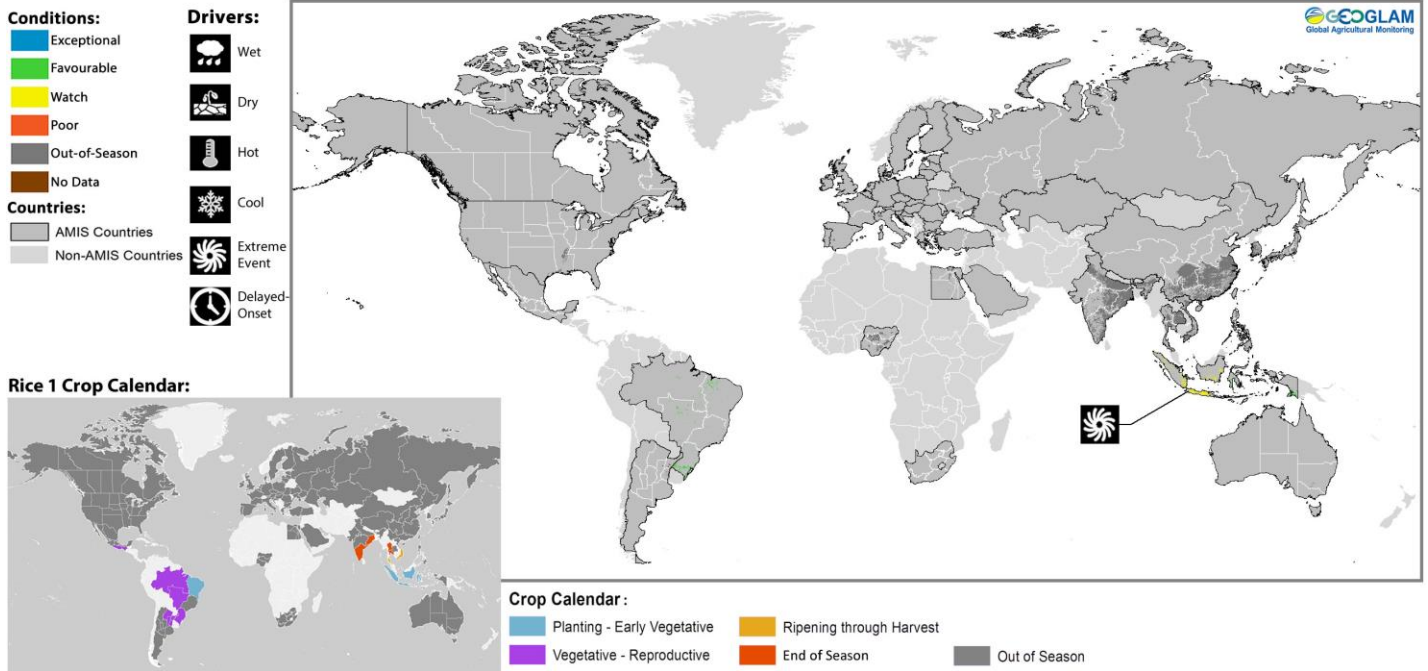 Conditions:
Exceptional
Favourable
Watch
Poor
Out-of-Season
No Data
Countries:
AMIS Countries
Non-AMIS Countries
Drivers:
Wet
Dry
Hot
Cool
Extreme
Event
Delayed-
Onset
GEOGLAM
Global Agricultural Monitoring
Rice 1 Crop Calendar:
Crop Calendar :
Planting - Early Vegetative
Ripening through Harvest
Vegetative - Reproductive
End of Season
Out of Season